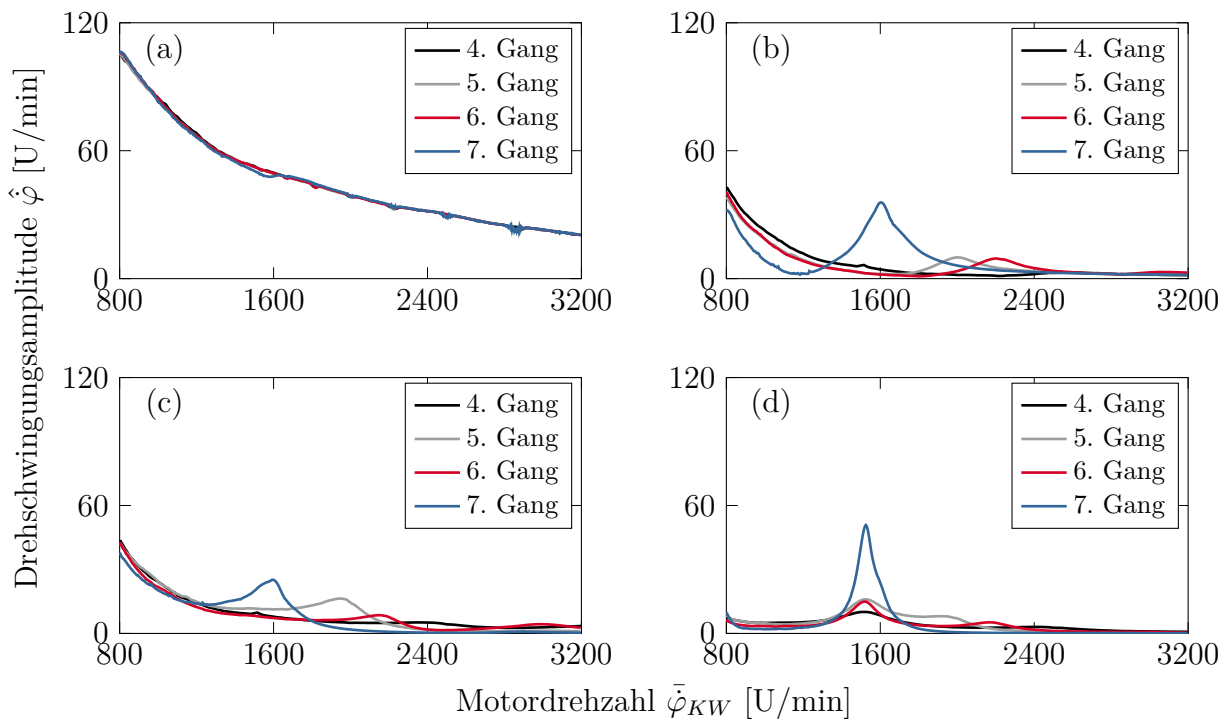 Drehschwingungsamplitude φ̇̂ [U/min]
120
60
0
(a)
4. Gang
5. Gang
6. Gang
7. Gang
800 1600 2400 3200
120
60
0
(b)
4. Gang
5. Gang
6. Gang
7. Gang
800 1600 2400 3200
120
60
0
(c)
4. Gang
5. Gang
6. Gang
7. Gang
800 1600 2400 3200
120
60
0
(d)
4. Gang
5. Gang
6. Gang
7. Gang
800 1600 2400 3200
Motordrehzahl φ̇̄KW [U/min]